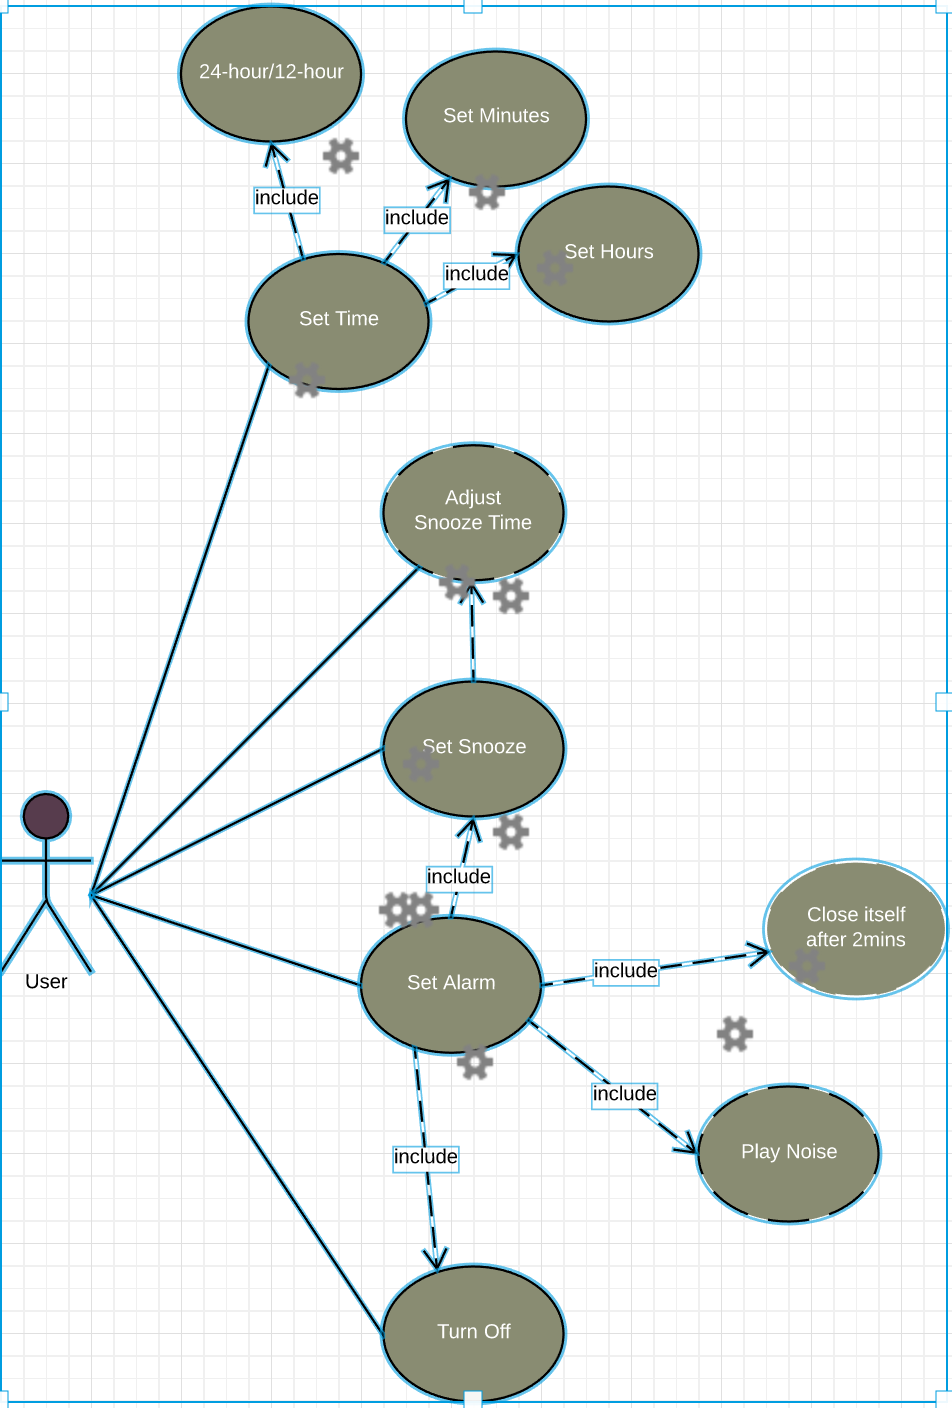 24-hour/12-hour
Set Minutes
include
include
Set Hours
include
Set Time
Adjust
Snooze Time
Set Snooze
include
Close itself
after 2mins
include
Set Alarm
User
include
Play Noise
include
Turn Off